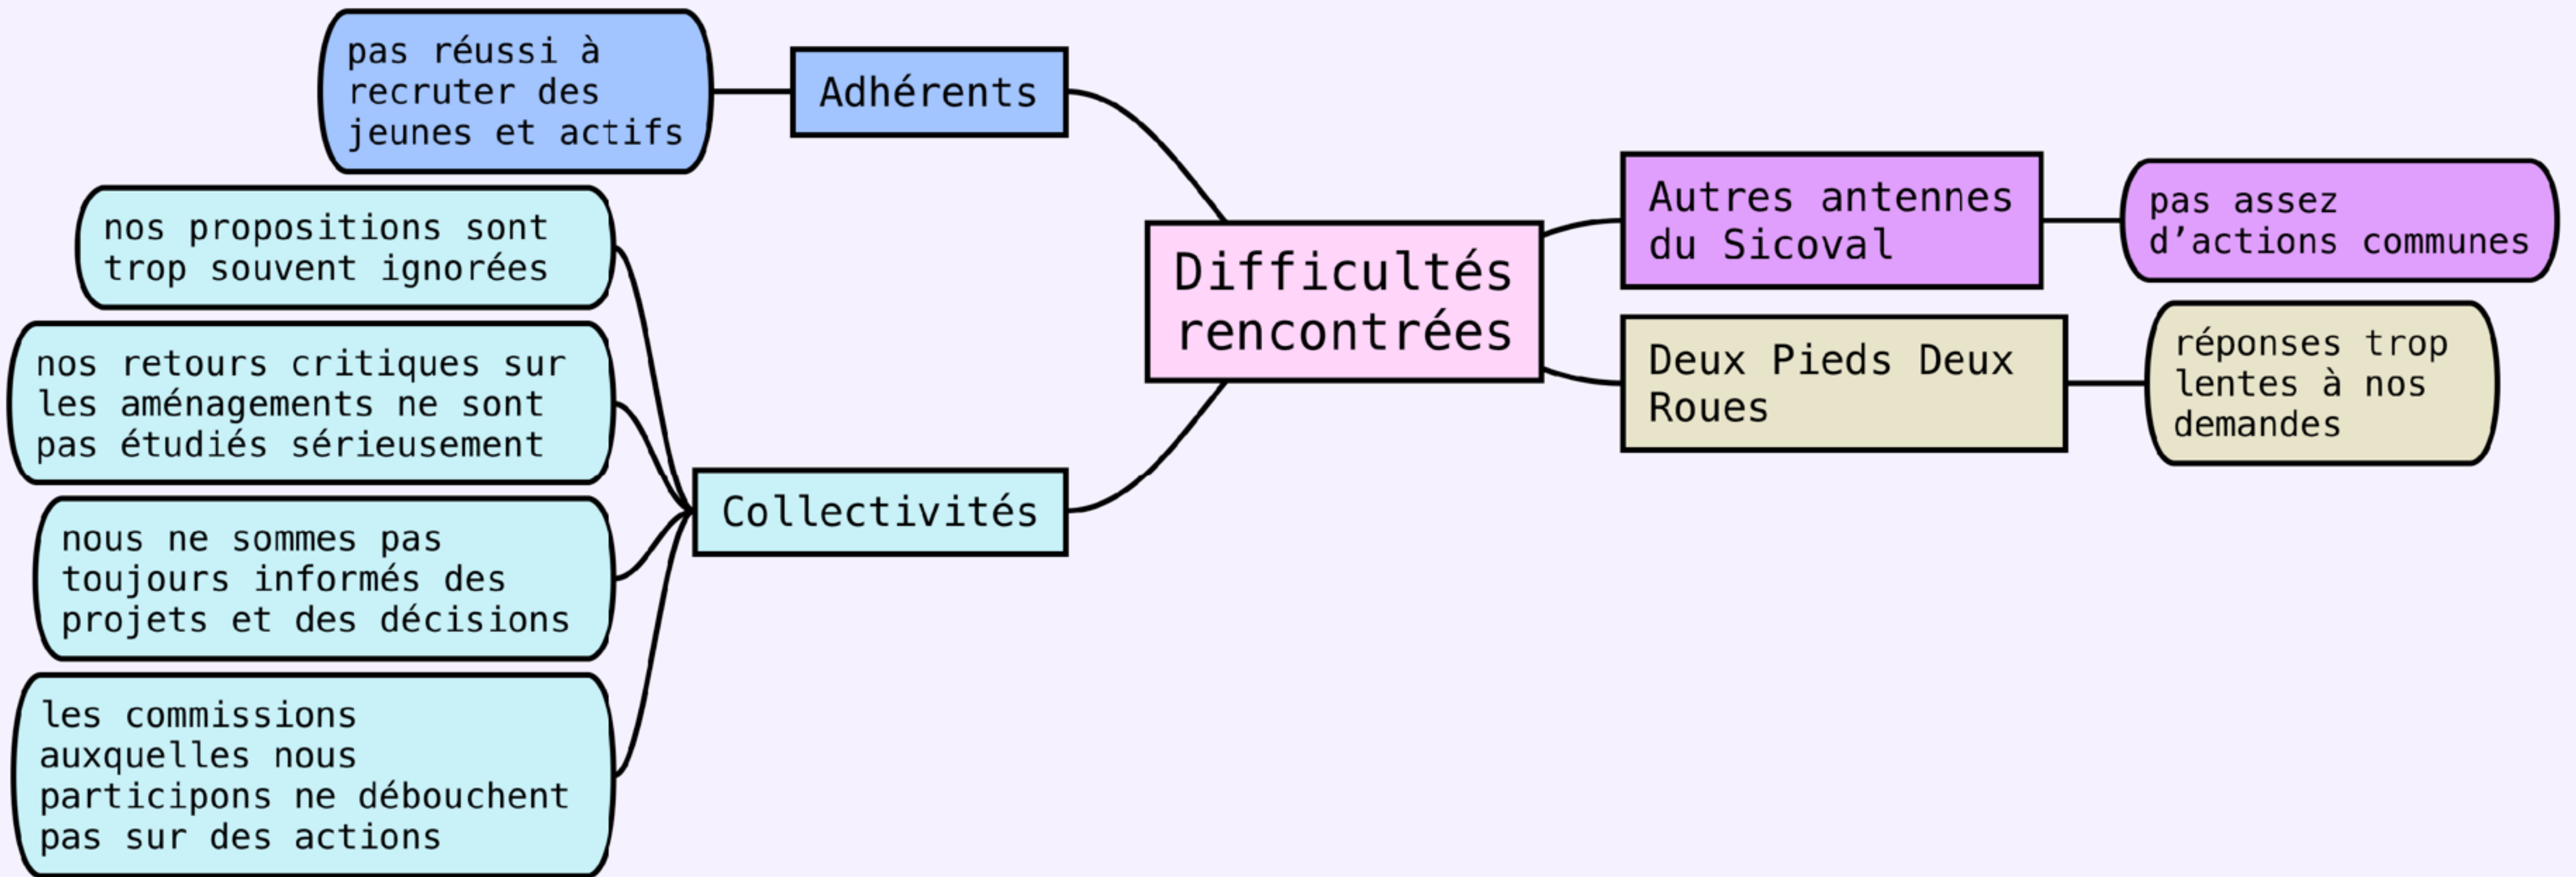 Difficultés
rencontrées
Adhérents
pas réussi à
recruter des
jeunes et actifs
Collectivités
nos propositions sont
trop souvent ignorées
nos retours critiques sur
les aménagements ne sont
pas étudiés sérieusement
nous ne sommes pas
toujours informés des
projets et des décisions
les commissions
auxquelles nous
participons ne débouchent
pas sur des actions
Autres antennes
du Sicoval
pas assez
d’actions communes
Deux Pieds Deux
Roues
réponses trop
lentes à nos
demandes